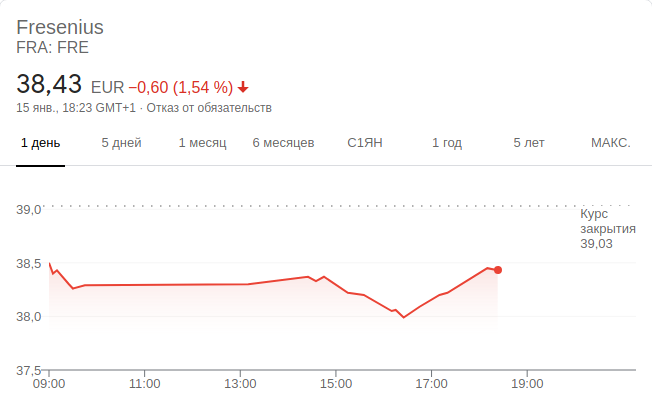 Fresenius
FRA: FRE
38,43 EUR −0,60 (1,54 %)
15 янв., 18:23 GMT+1 · Отказ от обязательств
1 день 5 дней 1 месяц 6 месяцев С1ЯН 1 год 5 лет МАКС.
39,0
Курс
закрытия
39,03
38,5
38,0
37,5
09:00 11:00 13:00 15:00 17:00 19:00